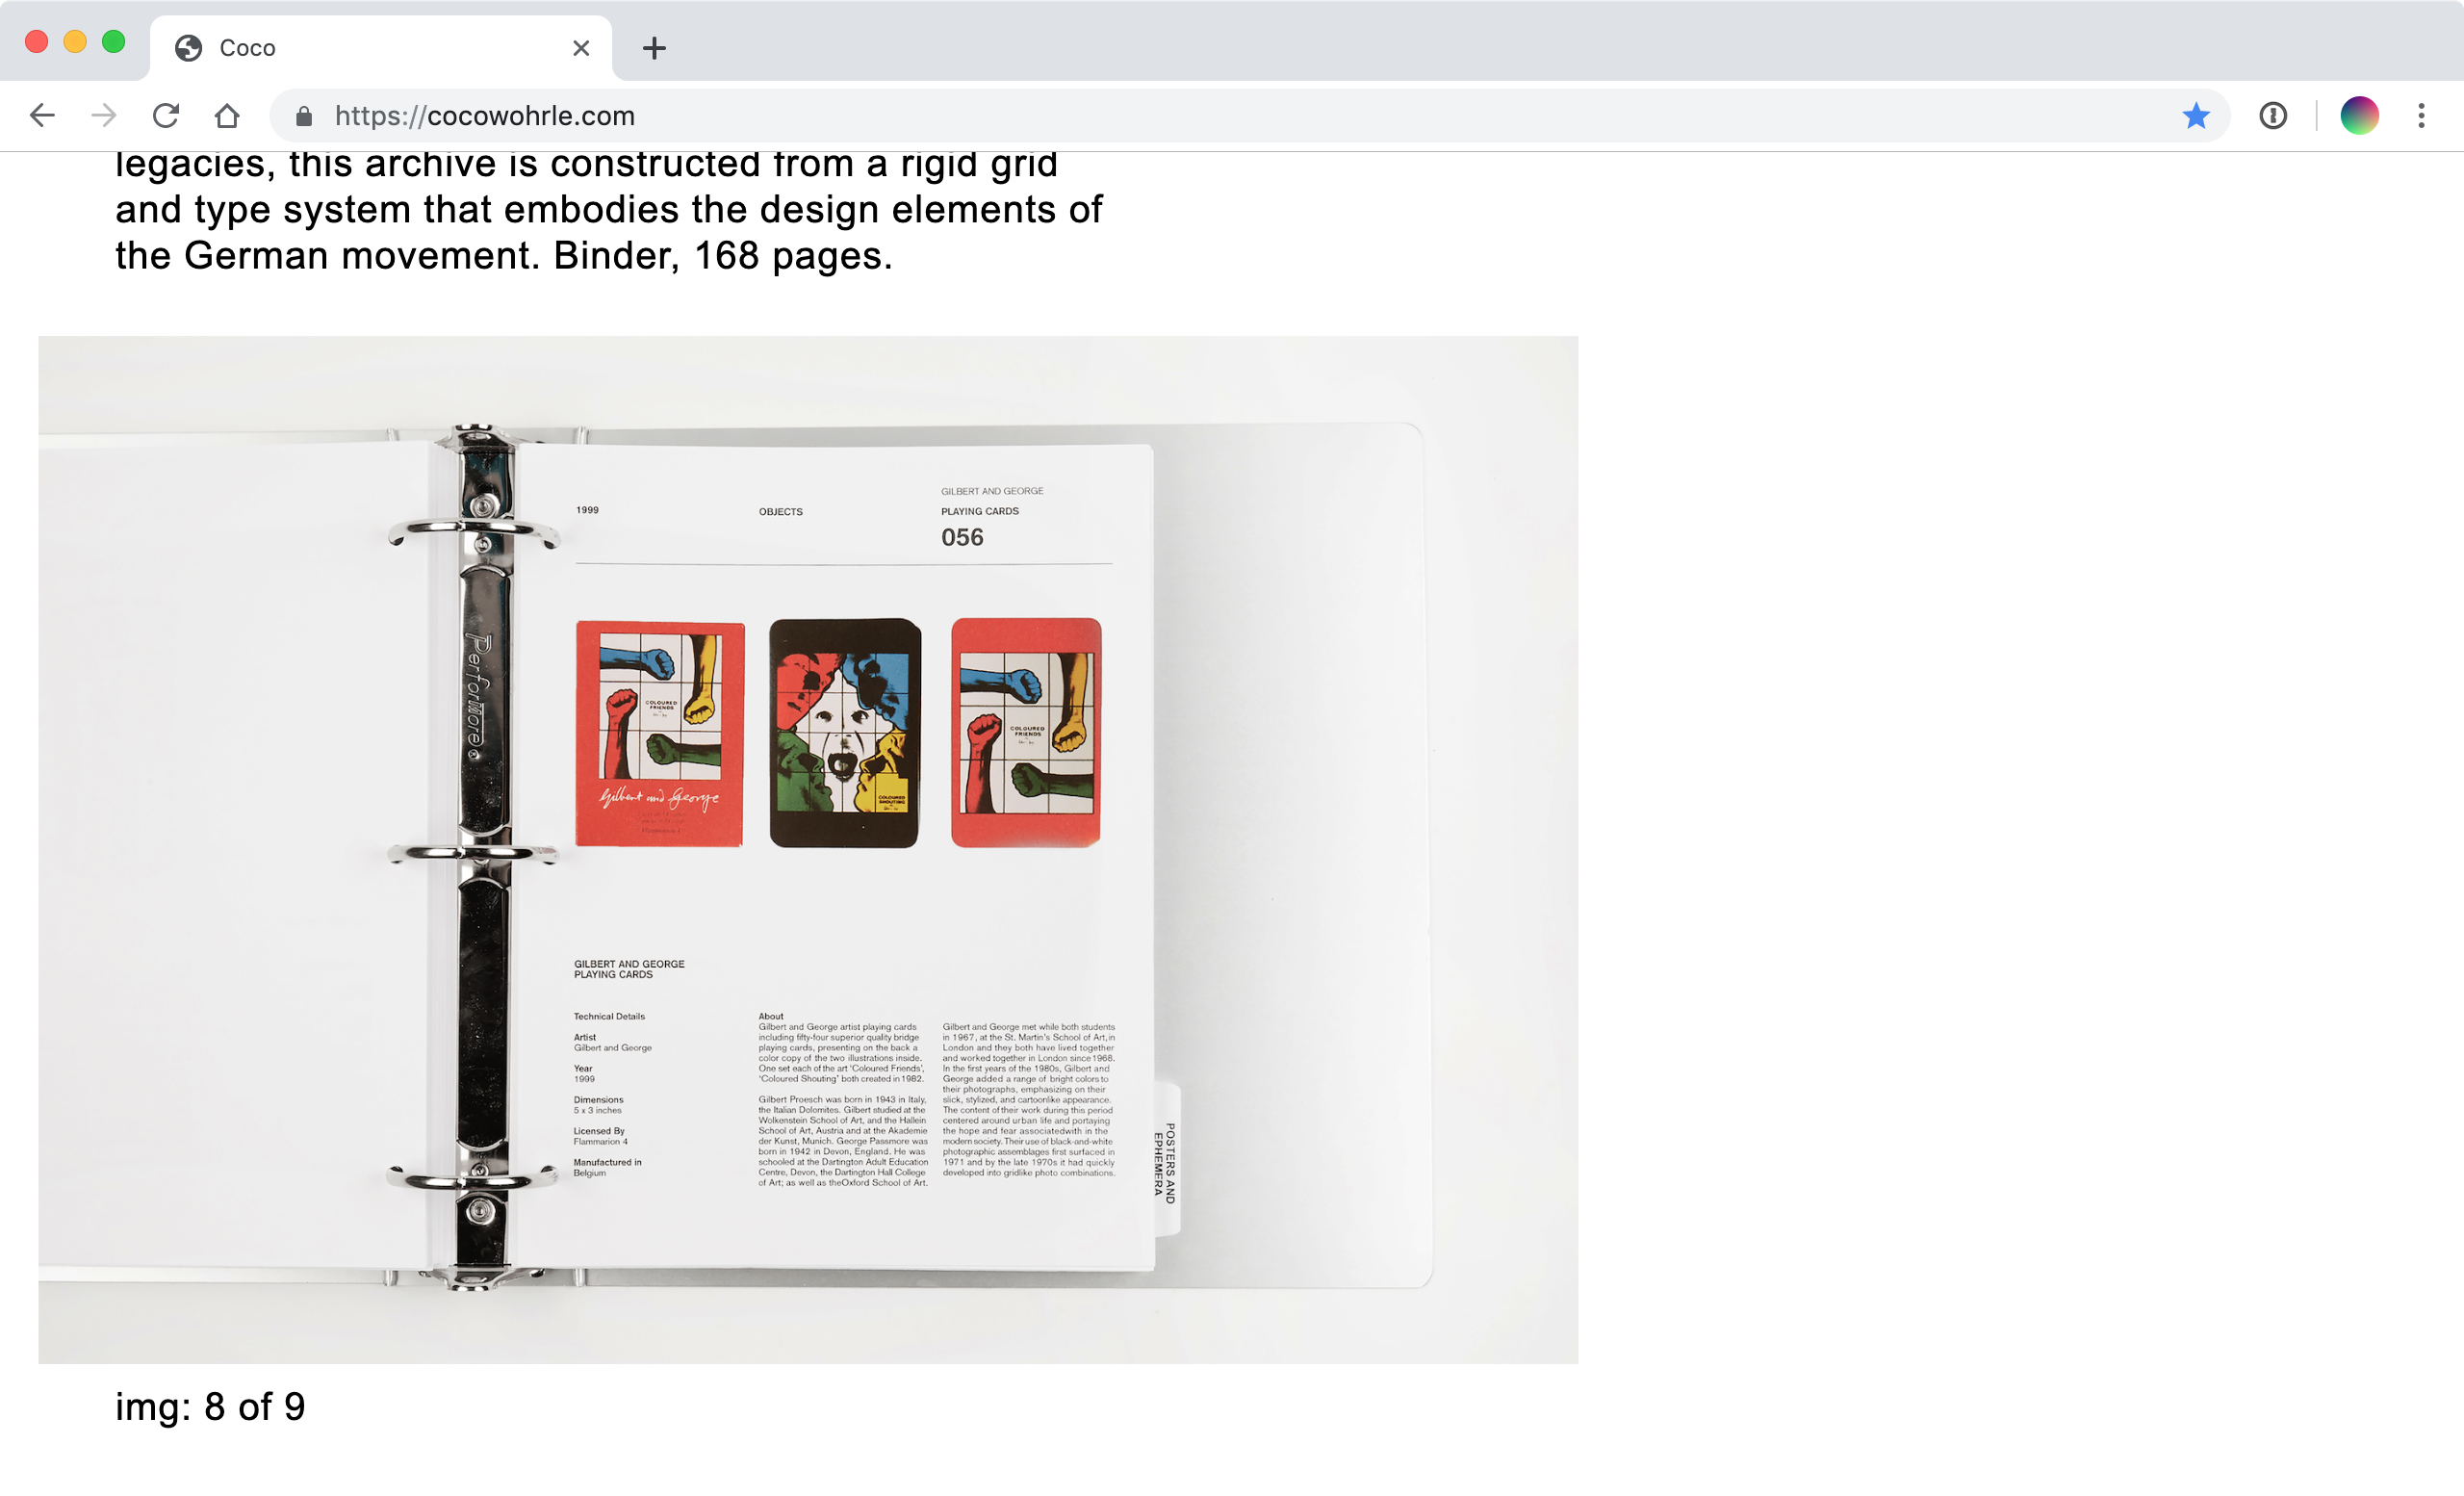 Coco
https://cocowohrle.com
legacies, this archive is constructed from a rigid grid
and type system that embodies the design elements of
the German movement. Binder, 168 pages.
GILBERT AND GEORGE
1999
OBJECTS
PLAYING CARDS
056
Performore
COLOURED
FRIENDS
Gilbert and George
COLOURED
SHOUTING
COLOURED
FRIENDS
GILBERT AND GEORGE
PLAYING CARDS
Technical Details
Artist
Gilbert and George
Year
1999
Dimensions
5 x 3 inches
Licensed By
Flammarion 4
Manufactured in
Belgium
About
Gilbert and George artist playing cards
including fifty-four superior quality bridge
playing cards, presenting on the back a
color copy of the two illustrations inside.
One set each of the art 'Coloured Friends',
'Coloured Shouting' both created in 1982.
Gilbert Proesch was born in 1943 in Italy,
the Italian Dolomites. Gilbert studied at the
Wolkenstein School of Art, and the Hallein
School of Art, Austria and at the Akademie
der Kunst, Munich. George Passmore was
born in 1942 in Devon, England. He was
schooled at the Dartington Adult Education
Centre, Devon, the Dartington Hall College
of Art; as well as theOxford School of Art.
Gilbert and George met while both students
in 1967, at the St. Martin's School of Art,in
London and they both have lived together
and worked together in London since 1968.
In the first years of the 1980s, Gilbert and
George added a range of bright colors to
their photographs, emphasizing on their
slick, stylized, and cartoonlike appearance.
The content of their work during this period
centered around urban life and portaying
the hope and fear associatedwith in the
modern society. Their use of black-and-white
photographic assemblages first surfaced in
1971 and by the late 1970s it had quickly
developed into gridlike photo combinations.
POSTERS AND
EPHEMERA
img: 8 of 9